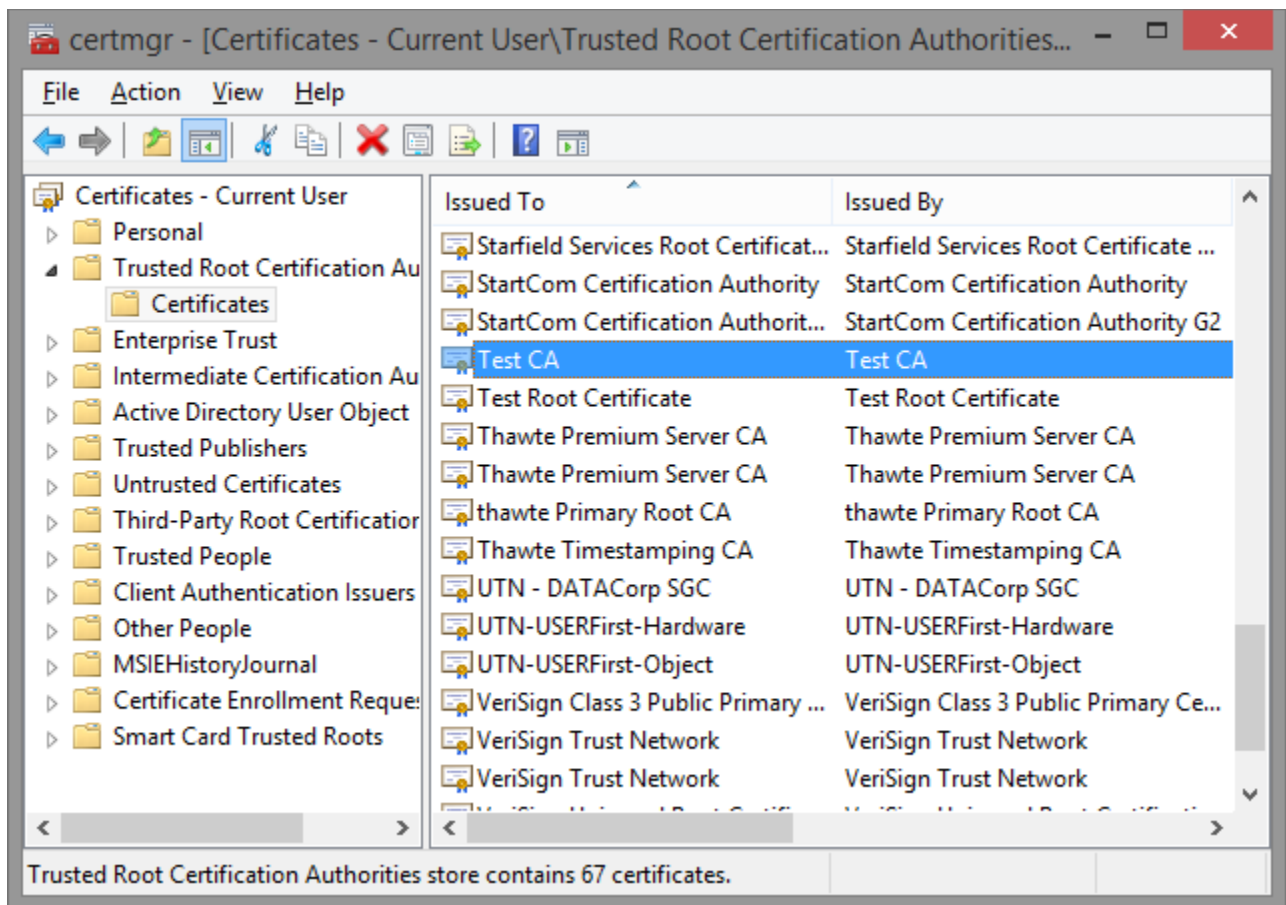 certmgr - [Certificates - Current User\Trusted Root Certification Authorities...
File Action View Help
Certificates - Current User
Personal
Trusted Root Certification Au
Certificates
Enterprise Trust
Intermediate Certification Au
Active Directory User Object
Trusted Publishers
Untrusted Certificates
Third-Party Root Certification
Trusted People
Client Authentication Issuers
Other People
MSIEHistoryJournal
Certificate Enrollment Reque
Smart Card Trusted Roots
Issued To Issued By
Starfield Services Root Certificat... Starfield Services Root Certificate ...
StartCom Certification Authority StartCom Certification Authority
StartCom Certification Authorit... StartCom Certification Authority G2
Test CA Test CA
Test Root Certificate Test Root Certificate
Thawte Premium Server CA Thawte Premium Server CA
Thawte Premium Server CA Thawte Premium Server CA
thawte Primary Root CA thawte Primary Root CA
Thawte Timestamping CA Thawte Timestamping CA
UTN - DATACorp SGC UTN - DATACorp SGC
UTN-USERFirst-Hardware UTN-USERFirst-Hardware
UTN-USERFirst-Object UTN-USERFirst-Object
VeriSign Class 3 Public Primary ... VeriSign Class 3 Public Primary Ce...
VeriSign Trust Network VeriSign Trust Network
VeriSign Trust Network VeriSign Trust Network
Trusted Root Certification Authorities store contains 67 certificates.